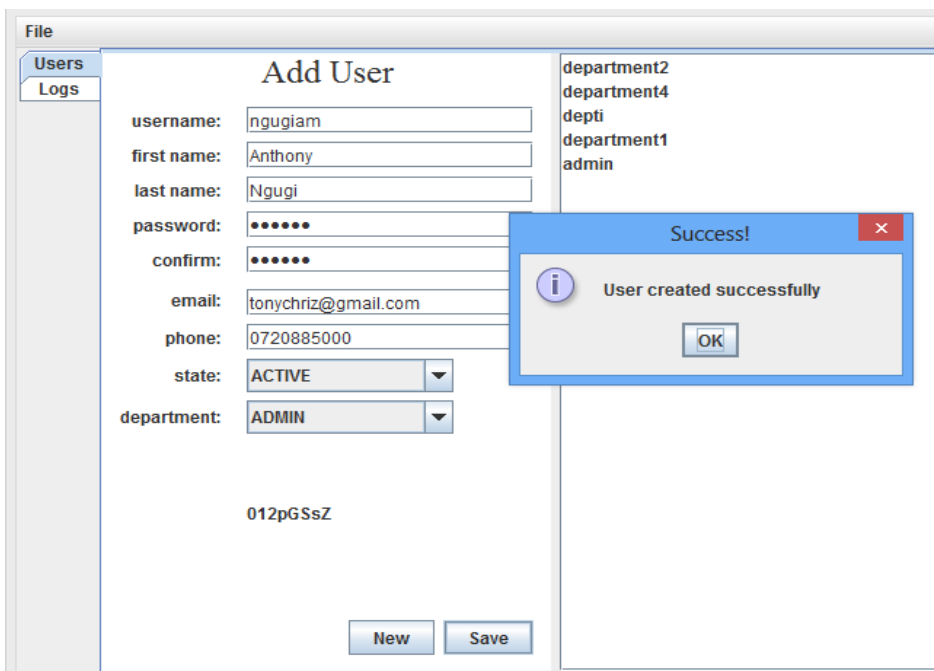 File
Users
Logs
Add User
username: ngugiam
first name: Anthony
last name: Ngugi
password: ●●●●●●
confirm: ●●●●●●
email: tonychriz@gmail.com
phone: 0720885000
state: ACTIVE
department: ADMIN
012pGSsZ
New Save
department2
department4
depti
department1
admin
Success!
User created successfully
OK